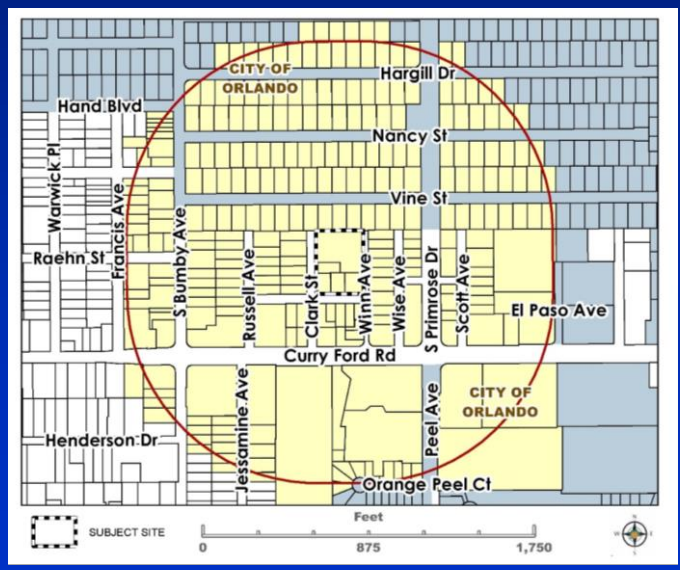 CITY OF
ORLANDO
Hargill Dr
Hand Blvd
Nancy St
Warwick Pl
Francis Ave
Vine St
S Bumby Ave
Raehn St
Russell Ave
Clark St
Winn Ave
Wise Ave
S Primrose Dr
Scott Ave
El Paso Ave
Curry Ford Rd
CITY OF
ORLANDO
Jessamine Ave
Peel Ave
Henderson Dr
Orange Peel Ct
SUBJECT SITE
Feet
0 875 1,750